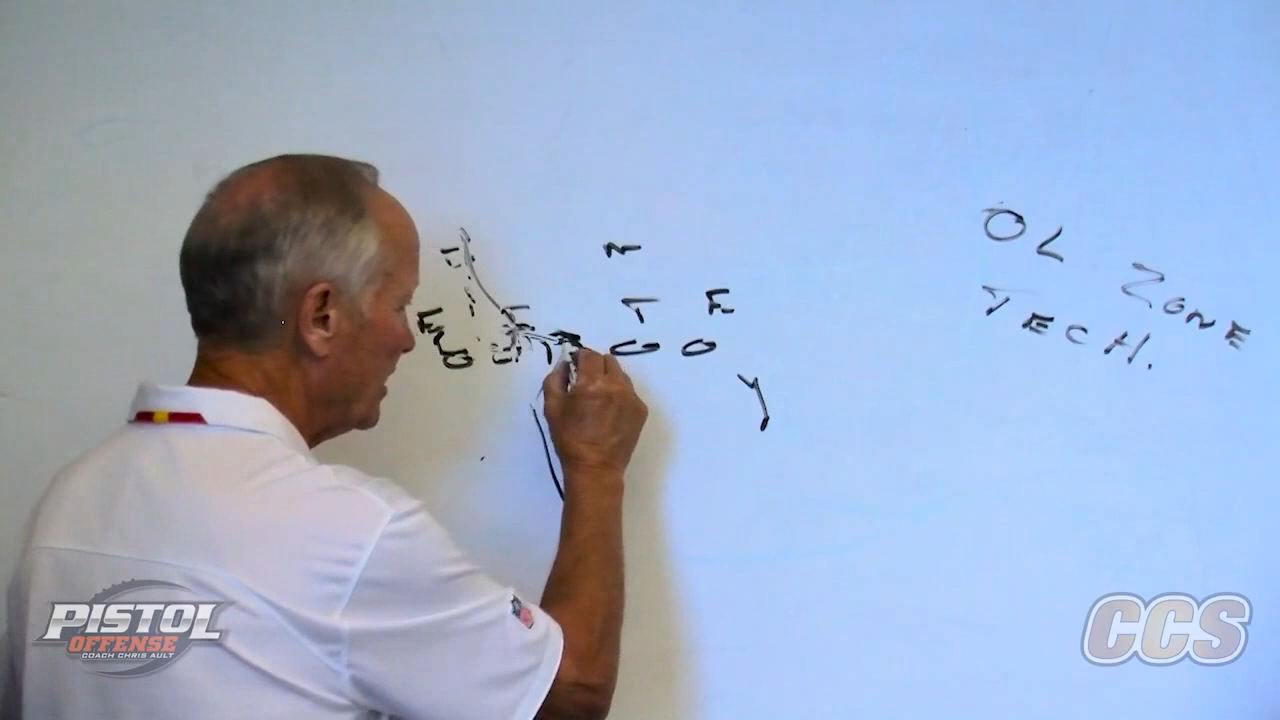 OL ZONE
TECH.
N
T E
E
O O O
Y
PISTOL
OFFENSE
COACH CHRIS AULT
CCS